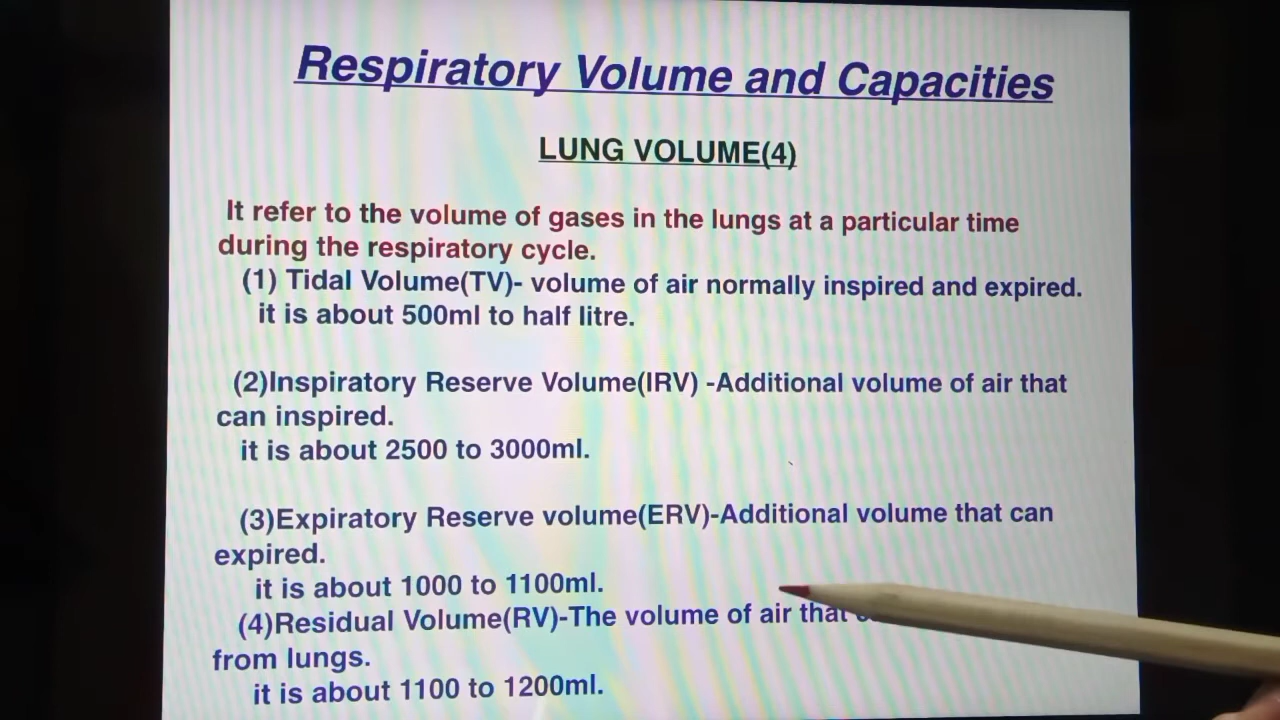 Respiratory Volume and Capacities
LUNG VOLUME(4)
It refer to the volume of gases in the lungs at a particular time
during the respiratory cycle.
(1) Tidal Volume(TV)- volume of air normally inspired and expired.
it is about 500ml to half litre.
(2)Inspiratory Reserve Volume(IRV) -Additional volume of air that
can inspired.
it is about 2500 to 3000ml.
(3)Expiratory Reserve volume(ERV)-Additional volume that can
expired.
it is about 1000 to 1100ml.
(4)Residual Volume(RV)-The volume of air that
from lungs.
it is about 1100 to 1200ml.